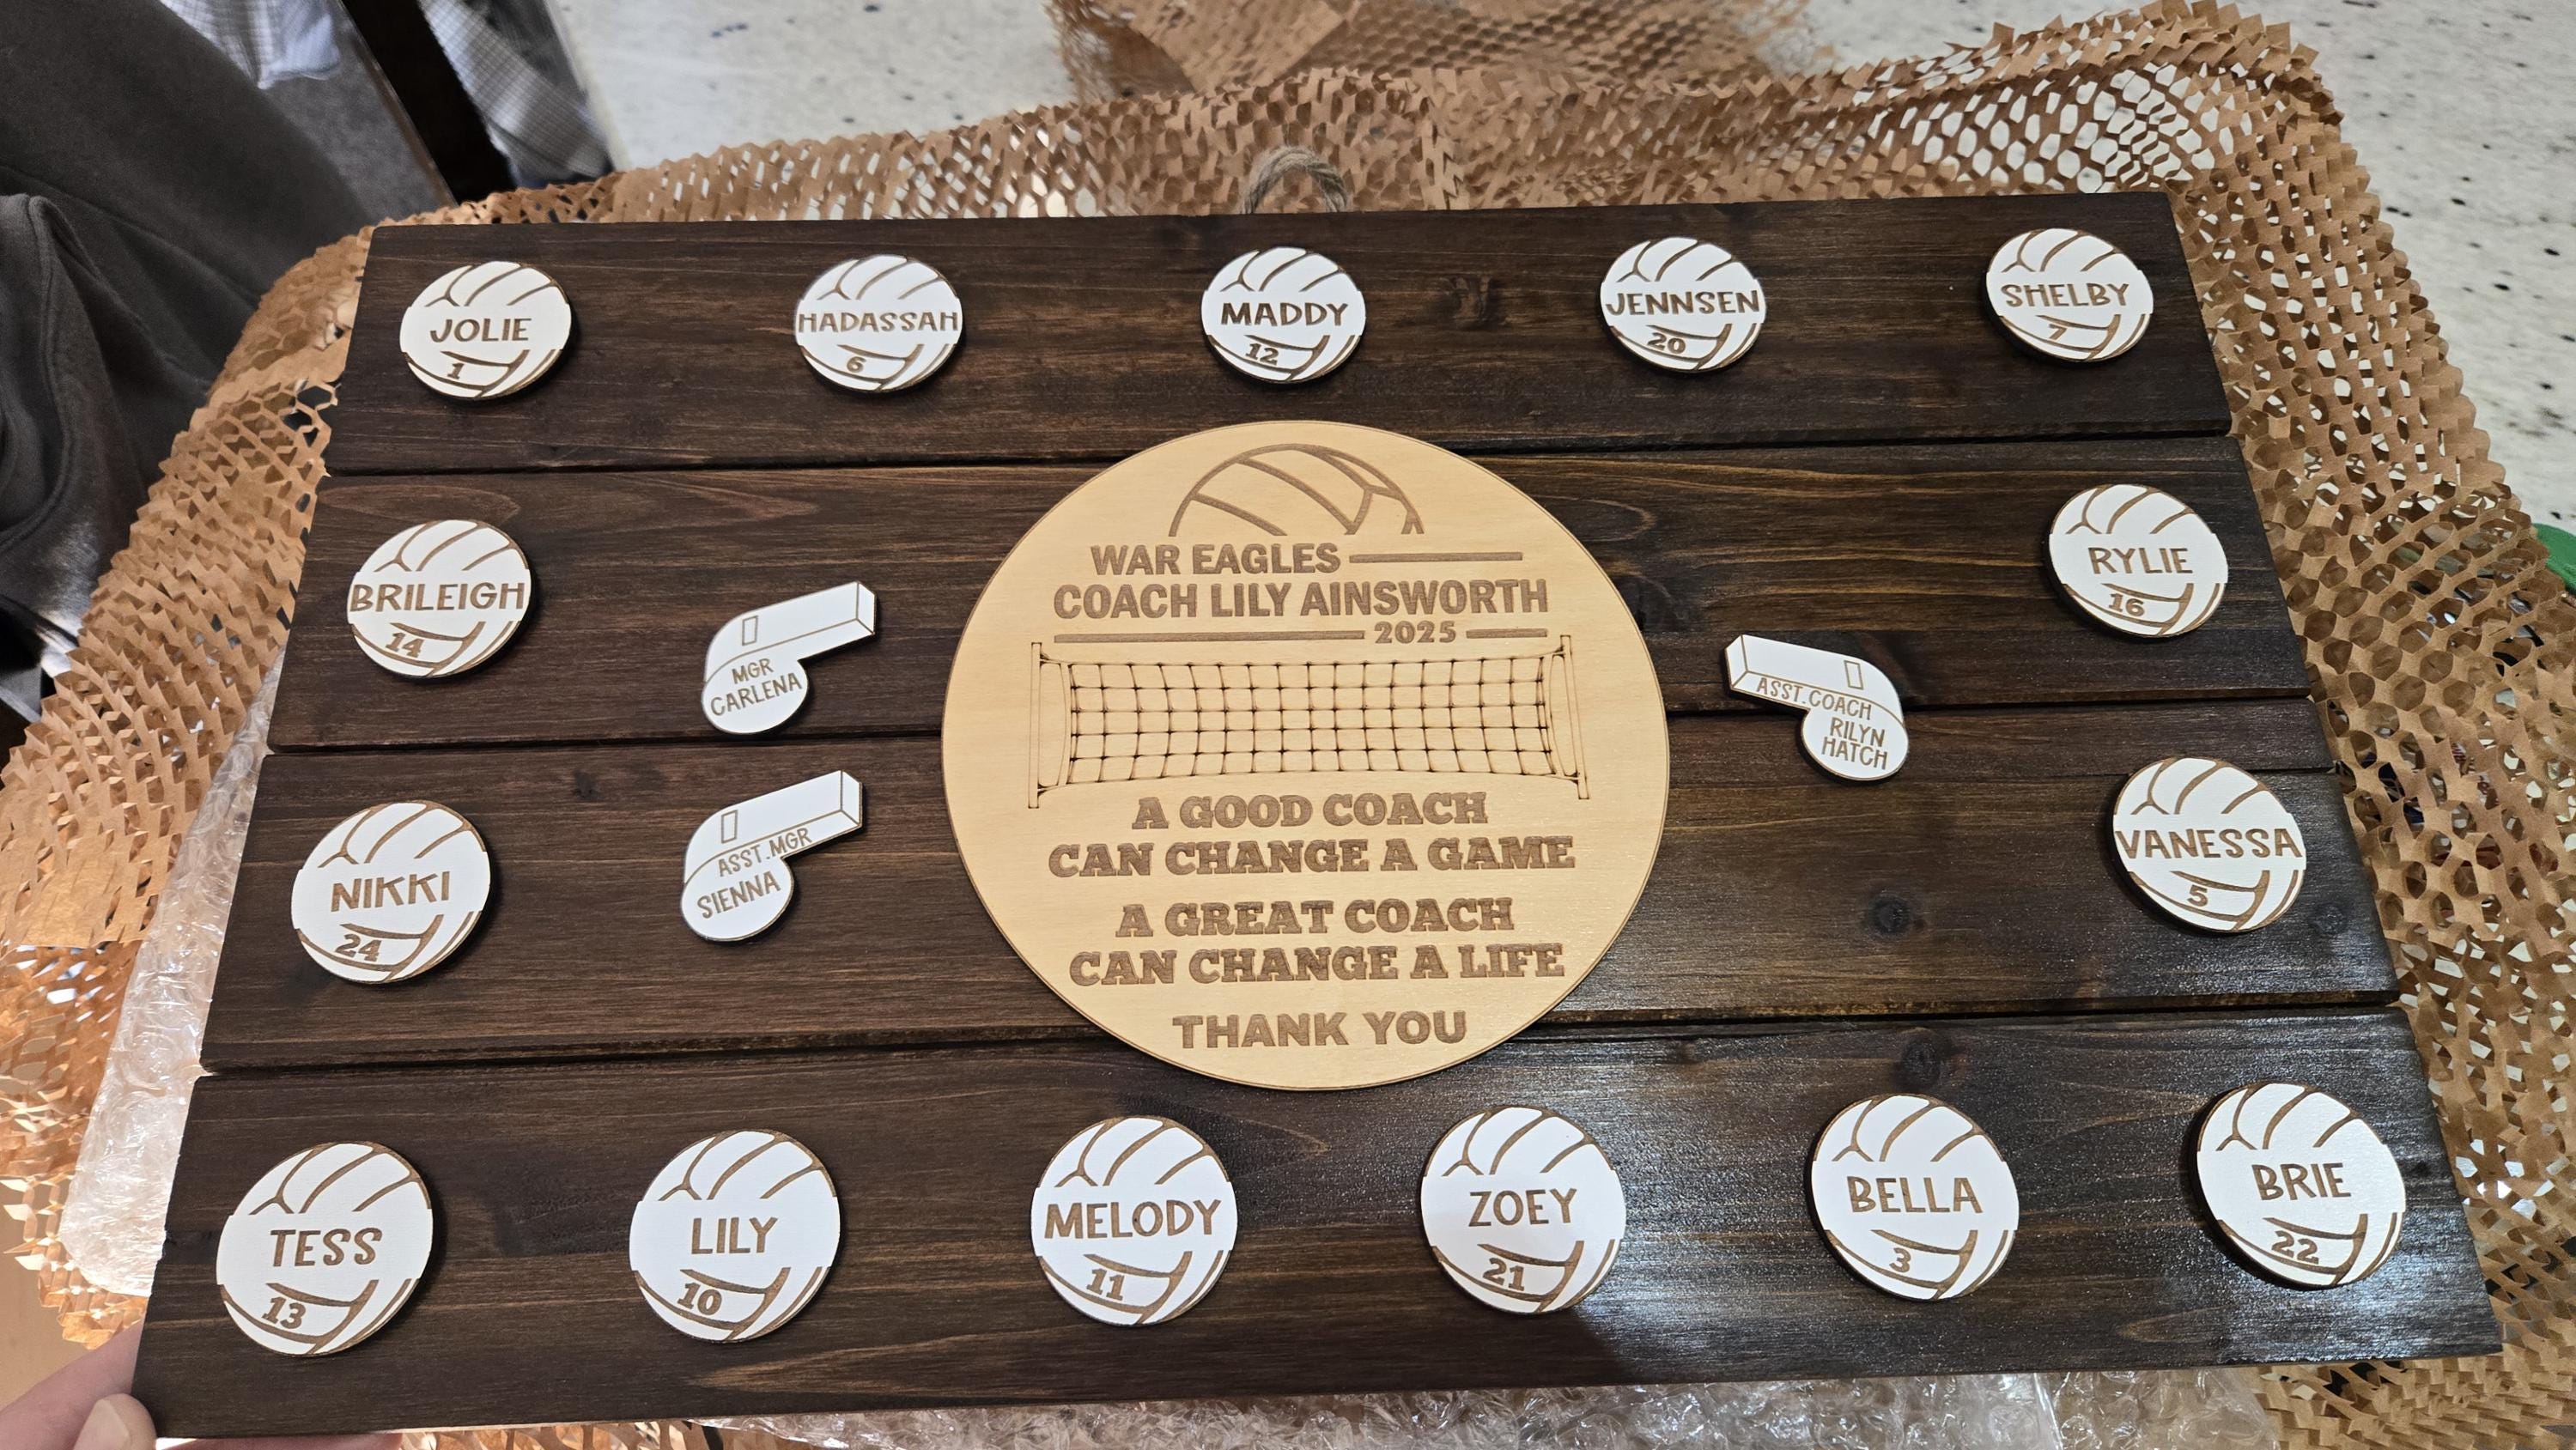 JOLIE
1
HADASSAH
6
MADDY
12
JENNSEN
20
SHELBY
7
BRILEIGH
14
MGR
CARLENA
WAR EAGLES
COACH LILY AINSWORTH
2025
ASST.COACH
RILYN
HATCH
RYLIE
16
NIKKI
24
ASST.MGR
SIENNA
A GOOD COACH
CAN CHANGE A GAME
A GREAT COACH
CAN CHANGE A LIFE
THANK YOU
VANESSA
5
TESS
13
LILY
10
MELODY
11
ZOEY
21
BELLA
3
BRIE
22